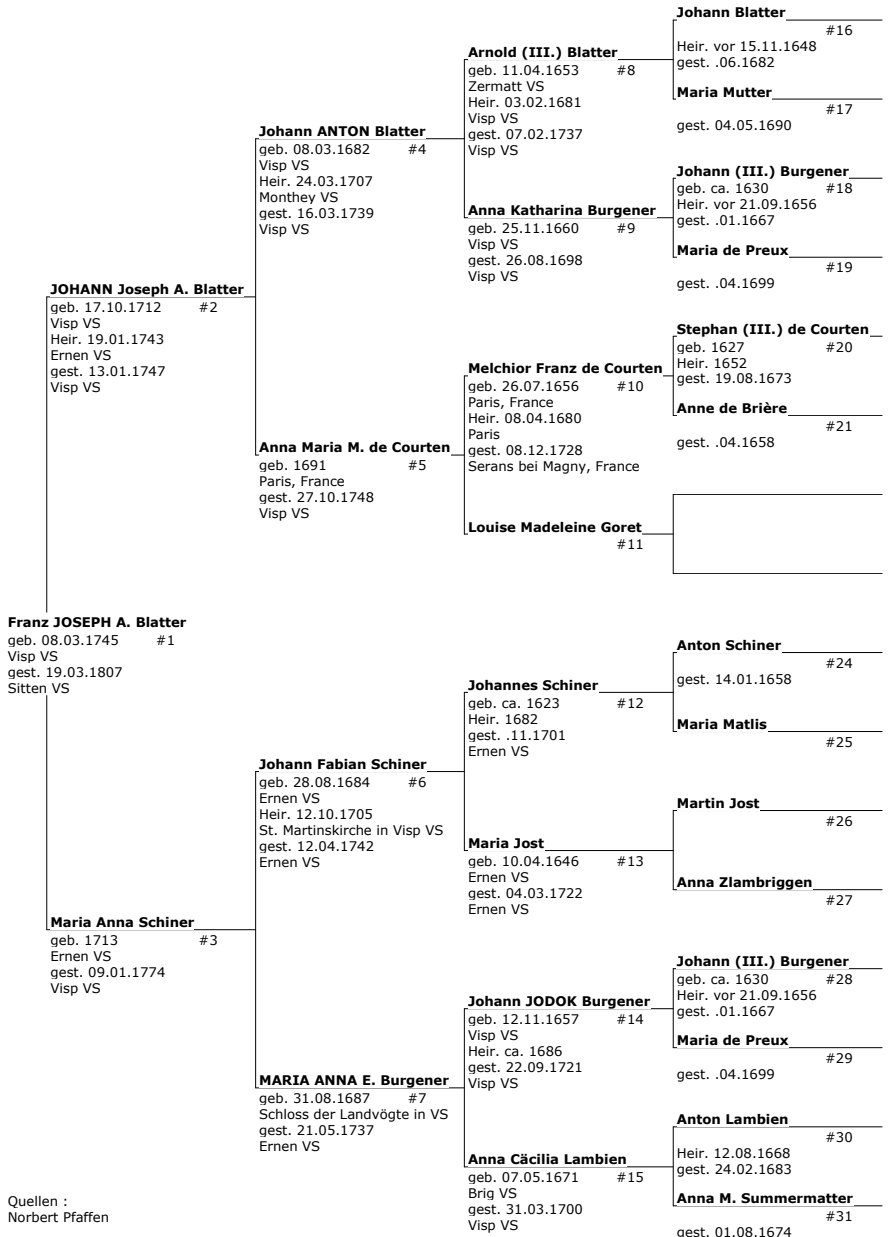 Johann Blatter
#16
Heir. vor 15.11.1648
gest. .06.1682
Arnold (III.) Blatter
geb. 11.04.1653 #8
Zermatt VS
Heir. 03.02.1681
Visp VS
gest. 07.02.1737
Visp VS
Maria Mutter
#17
gest. 04.05.1690
Johann ANTON Blatter
geb. 08.03.1682 #4
Visp VS
Heir. 24.03.1707
Monthey VS
gest. 16.03.1739
Visp VS
Johann (III.) Burgener
geb. ca. 1630 #18
Heir. vor 21.09.1656
gest. .01.1667
Anna Katharina Burgener
geb. 25.11.1660 #9
Visp VS
gest. 26.08.1698
Visp VS
Maria de Preux
#19
gest. .04.1699
JOHANN Joseph A. Blatter
geb. 17.10.1712 #2
Visp VS
Heir. 19.01.1743
Ernen VS
gest. 13.01.1747
Visp VS
Stephan (III.) de Courten
geb. 1627 #20
Heir. 1652
gest. 19.08.1673
Melchior Franz de Courten
geb. 26.07.1656 #10
Paris, France
Heir. 08.04.1680
Paris
gest. 08.12.1728
Serans bei Magny, France
Anne de Brière
#21
gest. .04.1658
Anna Maria M. de Courten
geb. 1691 #5
Paris, France
gest. 27.10.1748
Visp VS
Louise Madeleine Goret
#11
Franz JOSEPH A. Blatter
geb. 08.03.1745 #1
Visp VS
gest. 19.03.1807
Sitten VS
Anton Schiner
#24
gest. 14.01.1658
Johannes Schiner
geb. ca. 1623 #12
Heir. 1682
gest. .11.1701
Ernen VS
Maria Matlis
#25
Johann Fabian Schiner
geb. 28.08.1684 #6
Ernen VS
Heir. 12.10.1705
St. Martinskirche in Visp VS
gest. 12.04.1742
Ernen VS
Martin Jost
#26
Maria Jost
geb. 10.04.1646 #13
Ernen VS
gest. 04.03.1722
Ernen VS
Anna Zlambriggen
#27
Maria Anna Schiner
geb. 1713 #3
Ernen VS
gest. 09.01.1774
Visp VS
Johann (III.) Burgener
geb. ca. 1630 #28
Heir. vor 21.09.1656
gest. .01.1667
Johann JODOK Burgener
geb. 12.11.1657 #14
Visp VS
Heir. ca. 1686
gest. 22.09.1721
Visp VS
Maria de Preux
#29
gest. .04.1699
MARIA ANNA E. Burgener
geb. 31.08.1687 #7
Schloss der Landvögte in VS
gest. 21.05.1737
Ernen VS
Anton Lambien
#30
Heir. 12.08.1668
gest. 24.02.1683
Anna Cäcilia Lambien
geb. 07.05.1671 #15
Brig VS
gest. 31.03.1700
Visp VS
Anna M. Summermatter
#31
gest. 01.08.1674
Quellen :
Norbert Pfaffen